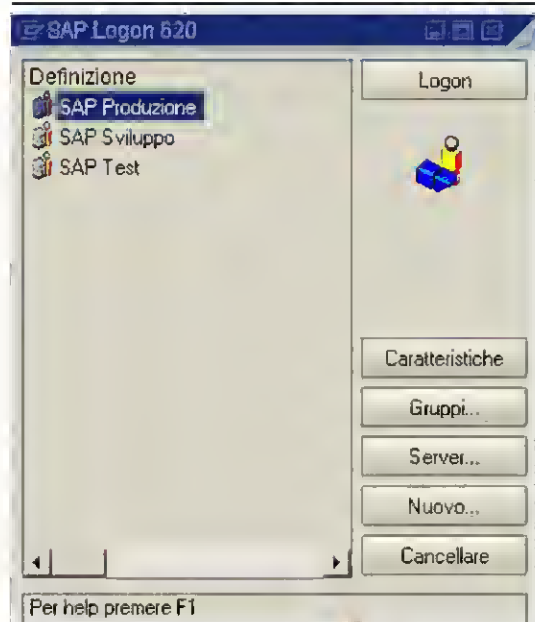 SAP Logon 620
Definizione
SAP Produzione
SAP Sviluppo
SAP Test
Logon
Caratteristiche
Gruppi...
Server...
Nuovo...
Cancellare
Per help premere F1